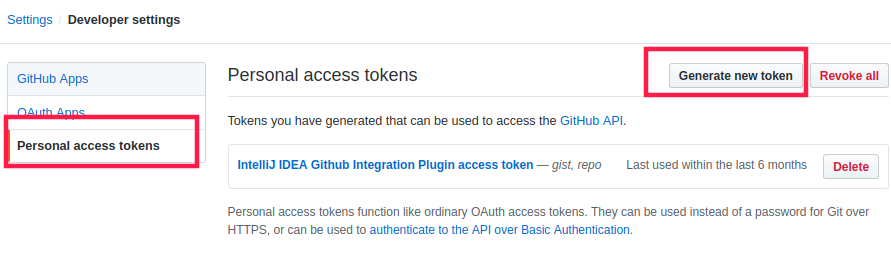 Settings / Developer settings
GitHub Apps
OAuth Apps
Personal access tokens
Personal access tokens
Generate new token
Revoke all
Tokens you have generated that can be used to access the GitHub API.
IntelliJ IDEA Github Integration Plugin access token — gist, repo
Last used within the last 6 months
Delete
Personal access tokens function like ordinary OAuth access tokens. They can be used instead of a password for Git over
HTTPS, or can be used to authenticate to the API over Basic Authentication.